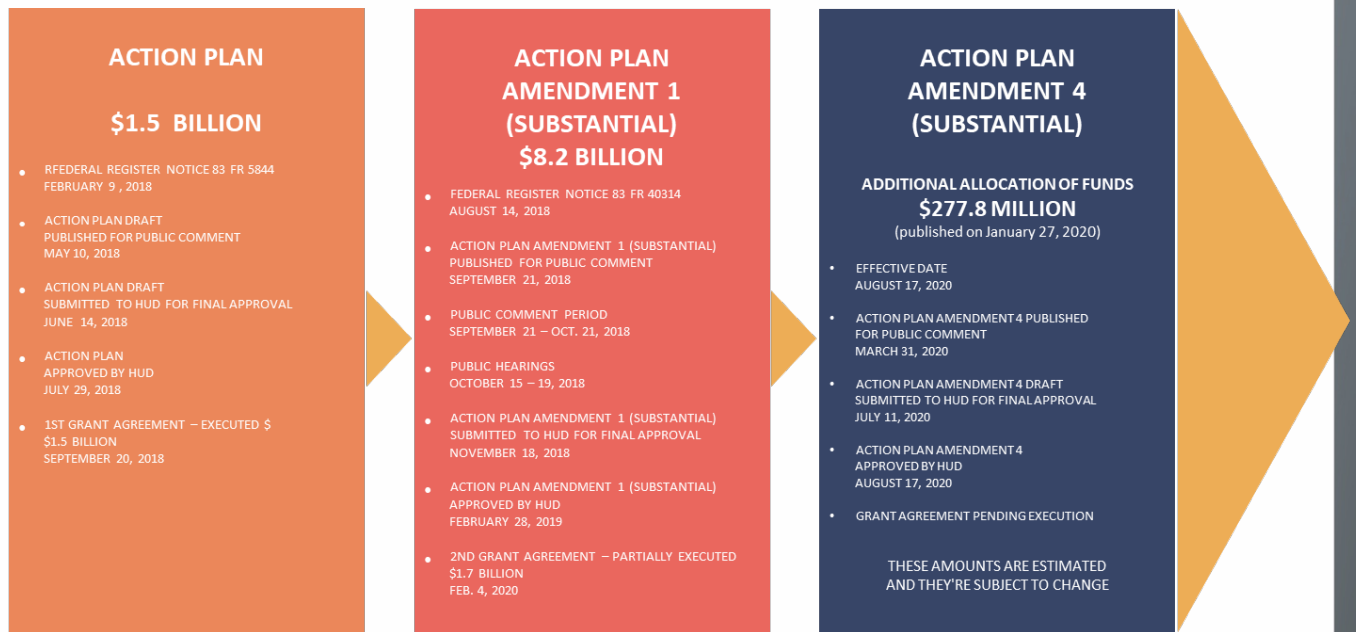 ACTION PLAN
$1.5 BILLION
• RFEDERAL REGISTER NOTICE 83 FR 5844
FEBRUARY 9 , 2018
• ACTION PLAN DRAFT
PUBLISHED FOR PUBLIC COMMENT
MAY 10, 2018
• ACTION PLAN DRAFT
SUBMITTED TO HUD FOR FINAL APPROVAL
JUNE 14, 2018
• ACTION PLAN
APPROVED BY HUD
JULY 29, 2018
• 1ST GRANT AGREEMENT – EXECUTED $
$1.5 BILLION
SEPTEMBER 20, 2018
ACTION PLAN
AMENDMENT 1
(SUBSTANTIAL)
$8.2 BILLION
• FEDERAL REGISTER NOTICE 83 FR 40314
AUGUST 14, 2018
• ACTION PLAN AMENDMENT 1 (SUBSTANTIAL)
PUBLISHED FOR PUBLIC COMMENT
SEPTEMBER 21, 2018
• PUBLIC COMMENT PERIOD
SEPTEMBER 21 – OCT. 21, 2018
• PUBLIC HEARINGS
OCTOBER 15 – 19, 2018
• ACTION PLAN AMENDMENT 1 (SUBSTANTIAL)
SUBMITTED TO HUD FOR FINAL APPROVAL
NOVEMBER 18, 2018
• ACTION PLAN AMENDMENT 1 (SUBSTANTIAL)
APPROVED BY HUD
FEBRUARY 28, 2019
• 2ND GRANT AGREEMENT – PARTIALLY EXECUTED
$1.7 BILLION
FEB. 4, 2020
ACTION PLAN
AMENDMENT 4
(SUBSTANTIAL)
ADDITIONAL ALLOCATION OF FUNDS
$277.8 MILLION
(published on January 27, 2020)
• EFFECTIVE DATE
AUGUST 17, 2020
• ACTION PLAN AMENDMENT 4 PUBLISHED
FOR PUBLIC COMMENT
MARCH 31, 2020
• ACTION PLAN AMENDMENT 4 DRAFT
SUBMITTED TO HUD FOR FINAL APPROVAL
JULY 11, 2020
• ACTION PLAN AMENDMENT 4
APPROVED BY HUD
AUGUST 17, 2020
• GRANT AGREEMENT PENDING EXECUTION
THESE AMOUNTS ARE ESTIMATED
AND THEY'RE SUBJECT TO CHANGE